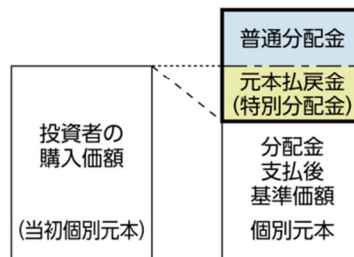 普通分配金
元本払戻金
(特別分配金)
投資者の
購入価額
(当初個別元本)
分配金
支払後
基準価額
個別元本